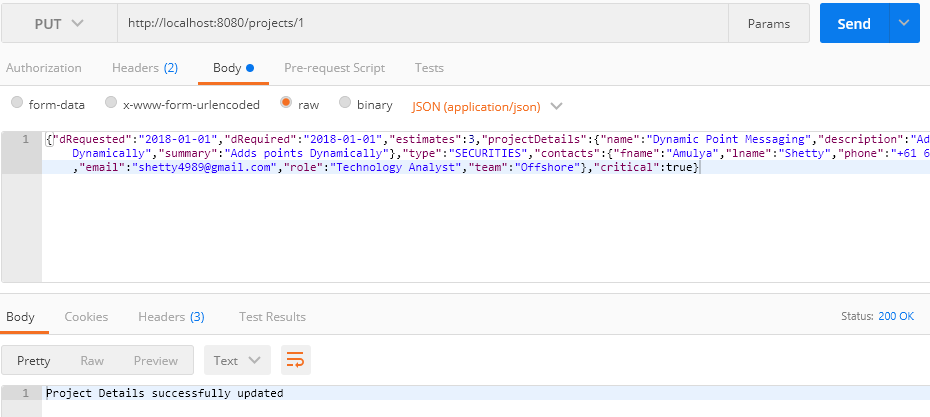 PUT http://localhost:8080/projects/1 Params Send
Authorization Headers (2) Body Pre-request Script Tests
form-data x-www-form-urlencoded raw binary JSON (application/json)
1 {"dRequested":"2018-01-01","dRequired":"2018-01-01","estimates":3,"projectDetails":{"name":"Dynamic Point Messaging","description":"Ad
Dynamically","summary":"Adds points Dynamically"},"type":"SECURITIES","contacts":{"fname":"Amulya","lname":"Shetty","phone":"+61 6
,"email":"shetty4989@gmail.com","role":"Technology Analyst","team":"Offshore"},"critical":true}
Body Cookies Headers (3) Test Results Status: 200 OK
Pretty Raw Preview Text
1 Project Details successfully updated